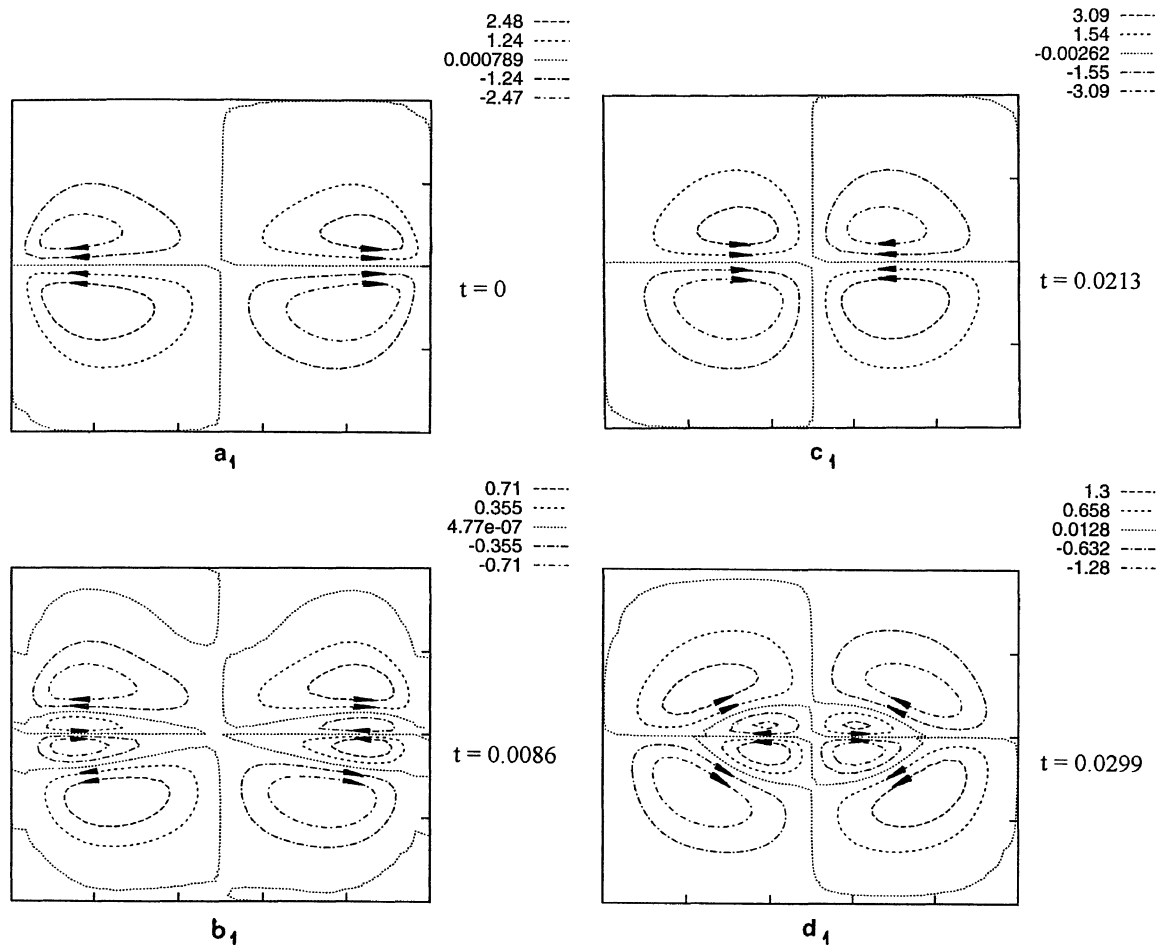 2.48
1.24
0.000789
-1.24
-2.47
t = 0
a1
3.09
1.54
-0.00262
-1.55
-3.09
t = 0.0213
c1
0.71
0.355
4.77e-07
-0.355
-0.71
t = 0.0086
b1
1.3
0.658
0.0128
-0.632
-1.28
t = 0.0299
d1